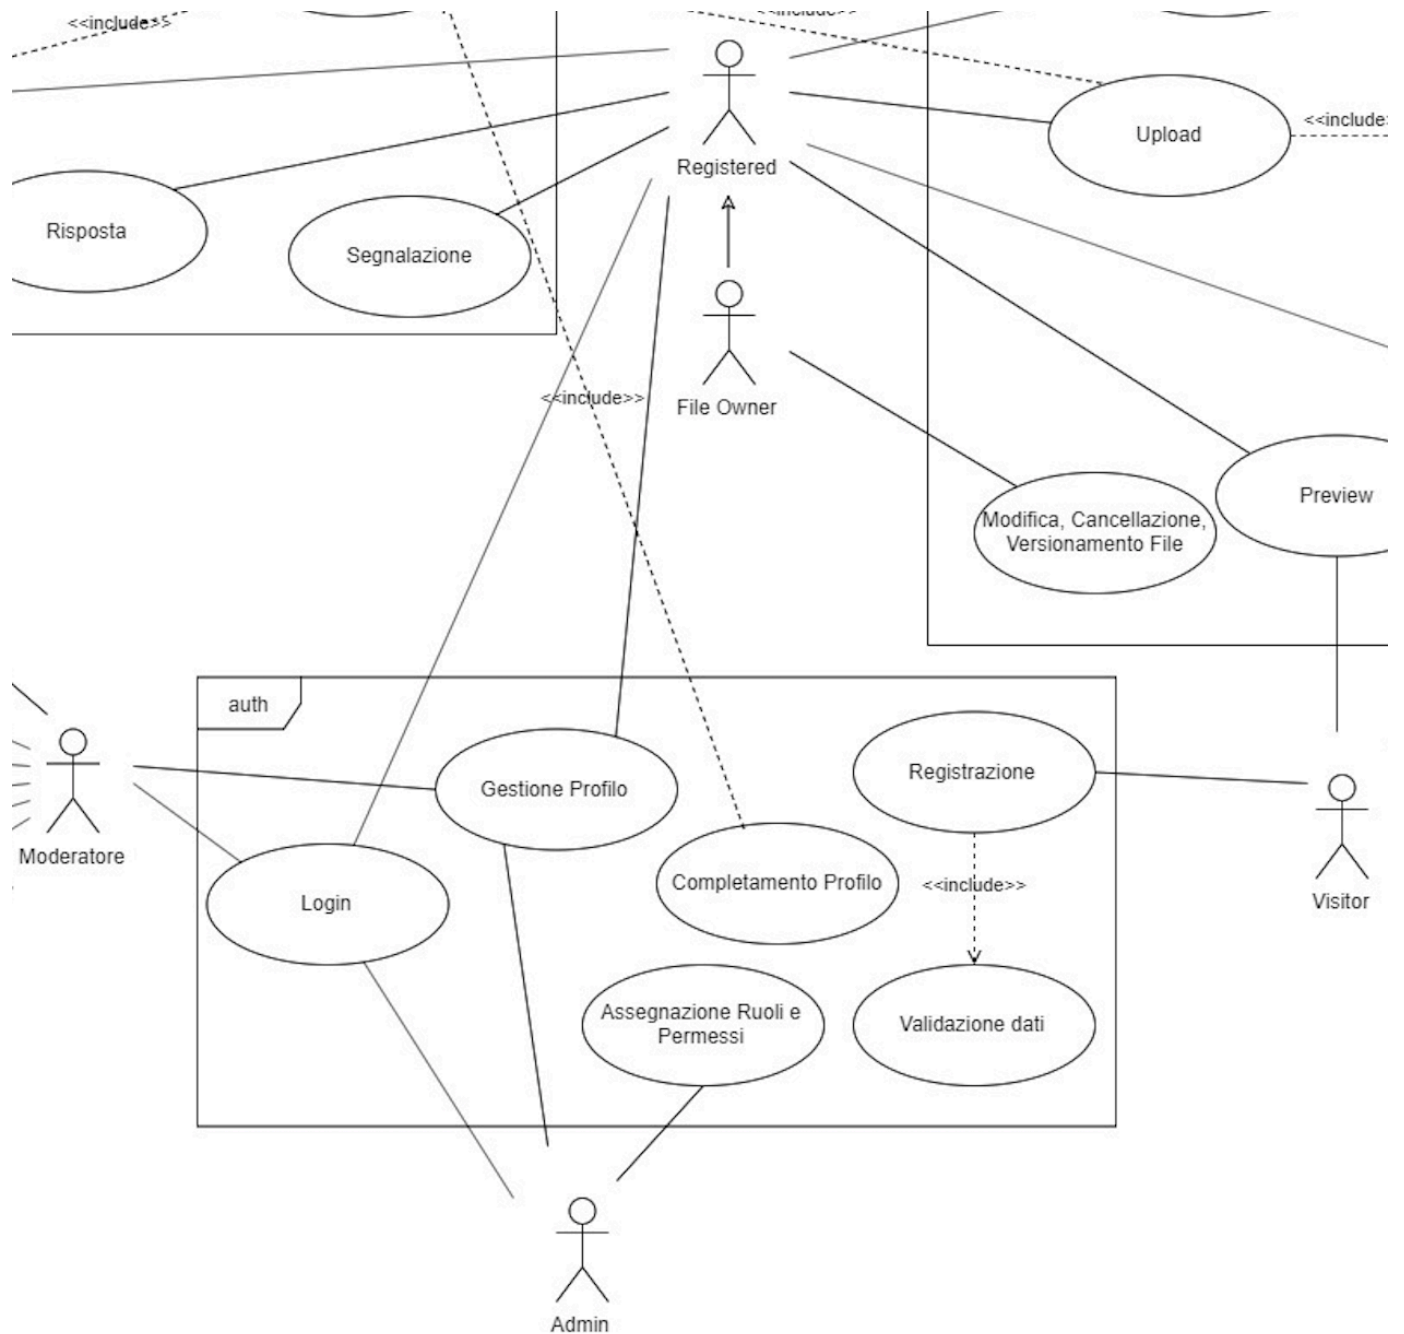 <<include>>
<<include>>
Upload
<<include
Registered
Risposta
Segnalazione
<<include>>
File Owner
Preview
Modifica, Cancellazione,
Versionamento File
auth
Gestione Profilo
Registrazione
Moderatore
Completamento Profilo
<<include>>
Login
Visitor
Assegnazione Ruoli e
Permessi
Validazione dati
Admin